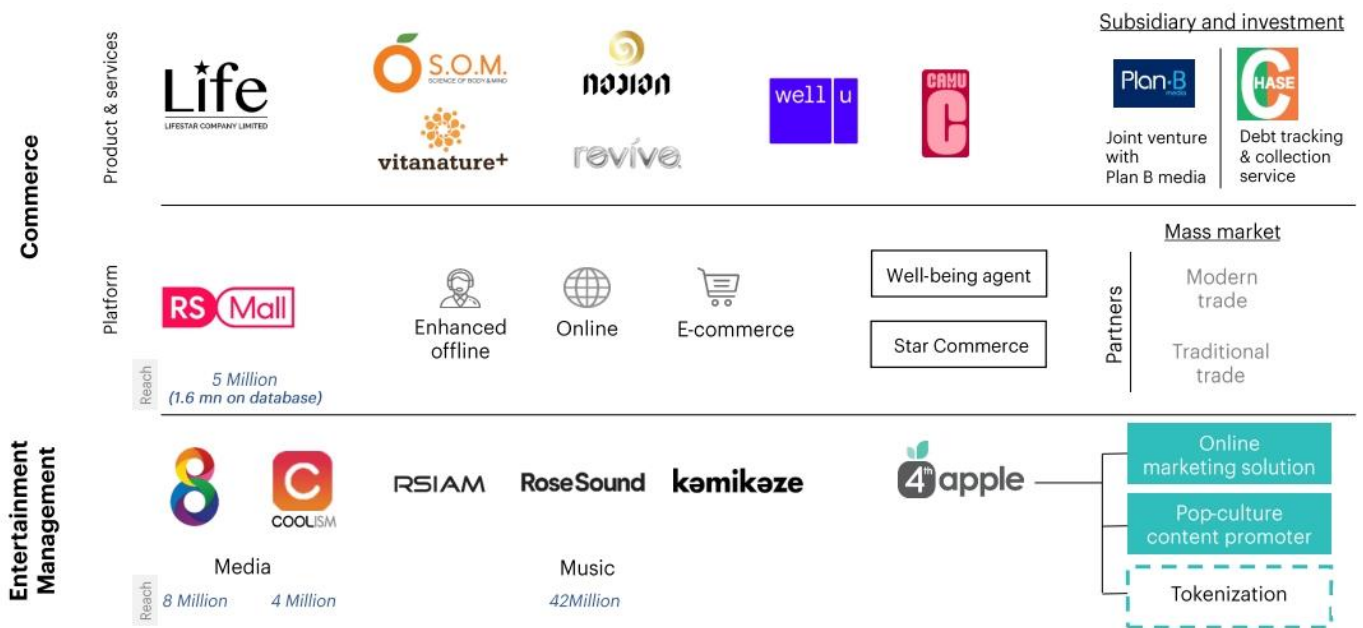 Commerce
Product & services
Life
LIFESTAR COMPANY LIMITED
S.O.M.
SCIENCE OF BODY & MIND
vitanature+
revive
well u
CAMU
C
Subsidiary and investment
Plan·B
media
Joint venture
with
Plan B media
CHASE
Debt tracking
& collection
service
Platform
RS Mall
Reach
5 Million
(1.6 mn on database)
Enhanced
offline
Online
E-commerce
Well-being agent
Star Commerce
Partners
Mass market
Modern
trade
Traditional
trade
Entertainment
Management
8
C
COOLISM
Media
Reach
8 Million
4 Million
RSIAM
RoseSound
kəmikəze
Music
42Million
4th apple
Online
marketing solution
Pop-culture
content promoter
Tokenization